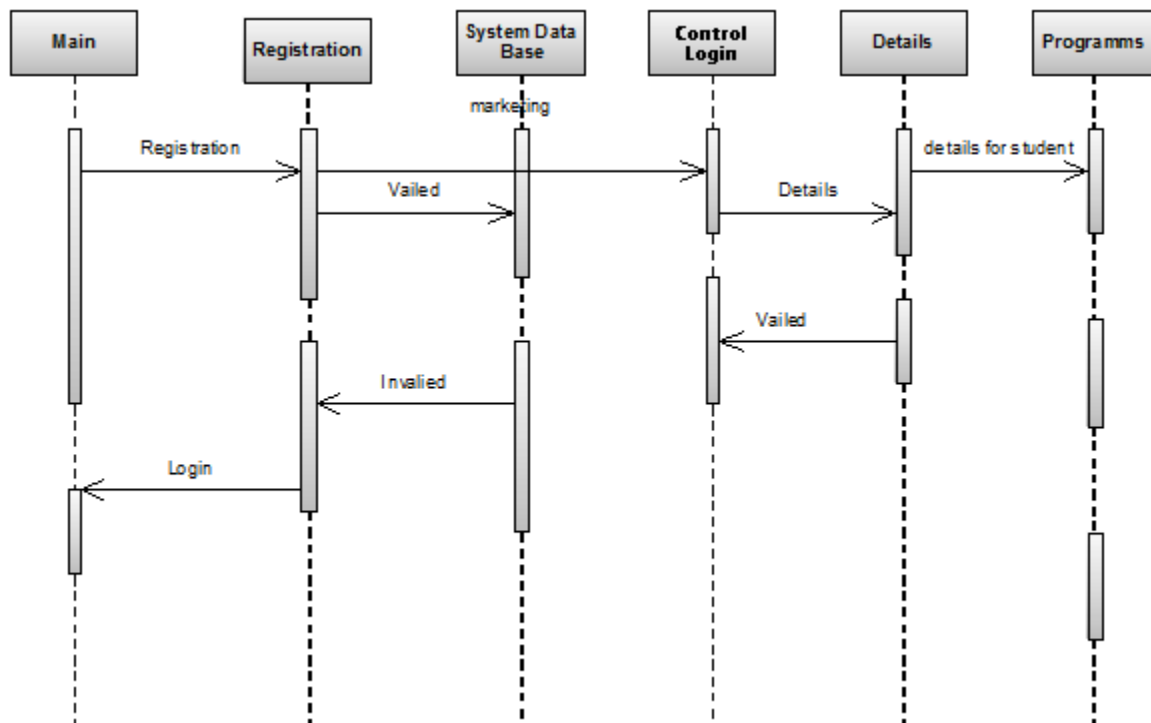 Main
Registration
System Data
Base
Control
Login
Details
Programms
marketing
Registration
details for student
Vailed
Details
Vailed
Invalied
Login